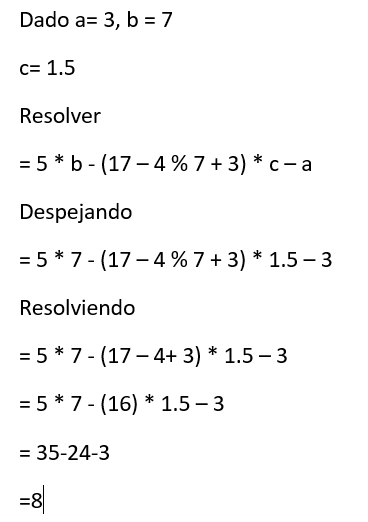 Dado a= 3, b = 7
c= 1.5
Resolver
= 5 * b - (17 – 4 % 7 + 3) * c – a
Despejando
= 5 * 7 - (17 – 4 % 7 + 3) * 1.5 – 3
Resolviendo
= 5 * 7 - (17 – 4+ 3) * 1.5 – 3
= 5 * 7 - (16) * 1.5 – 3
= 35-24-3
=8